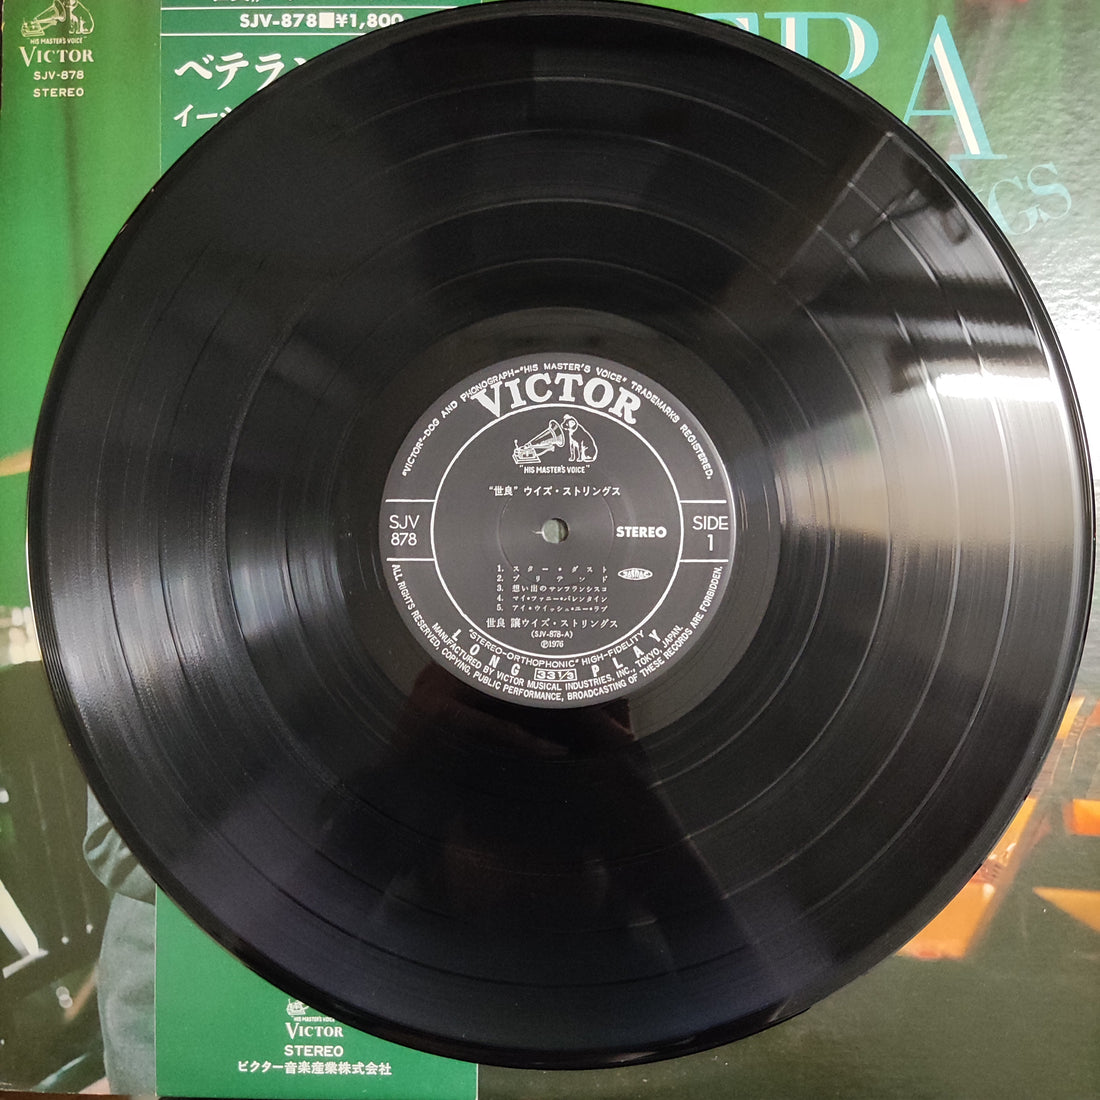 "HIS MASTER'S VOICE"
VICTOR
SJV-878
STEREO
SJV-878■¥1,800
ベテラン
イー
ERA
NGS
"VICTOR"-DOG AND PHONOGRAPH-"HIS MASTER'S VOICE" TRADEMARKS REGISTERED.
VICTOR
"HIS MASTER'S VOICE"
"世良" ウイズ・ストリングス
SJV
878
STEREO
SIDE
1
1. スター・ダスト
2. プリテンド
3. 想い出のサンフランシスコ
4. マイ・ファニー・バレンタイン
5. アイ・ウイッシュ・ユー・ラブ
JASRAC
世良 譲ウイズ・ストリングス
(SJV-878-A)
Ⓟ1976
"STEREO-ORTHOPHONIC" HIGH-FIDELITY
LONG 33 1/3 PLAY
MANUFACTURED BY VICTOR MUSICAL INDUSTRIES, INC., TOKYO, JAPAN.
ALL RIGHTS RESERVED, COPYING, PUBLIC PERFORMANCE, BROADCASTING OF THESE RECORDS ARE FORBIDDEN.
HIS MASTER'S VOICE
VICTOR
STEREO
ビクター音楽産業株式会社